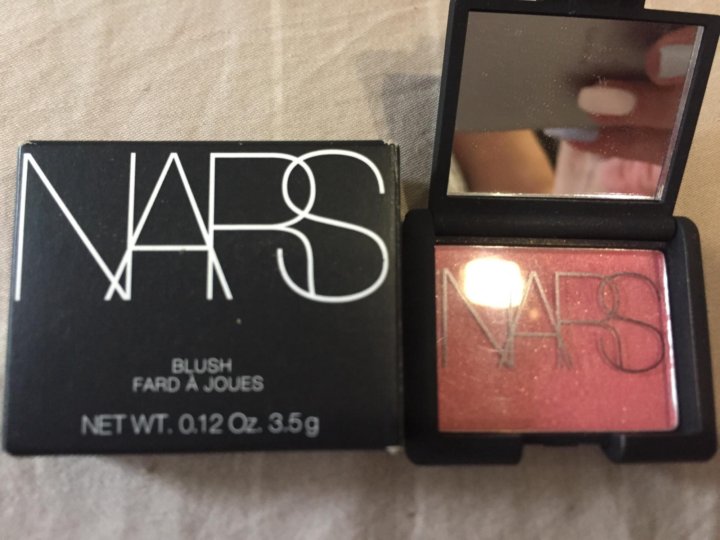 NARS
BLUSH
FARD À JOUES
NET WT. 0.12 Oz. 3.5g
NARS